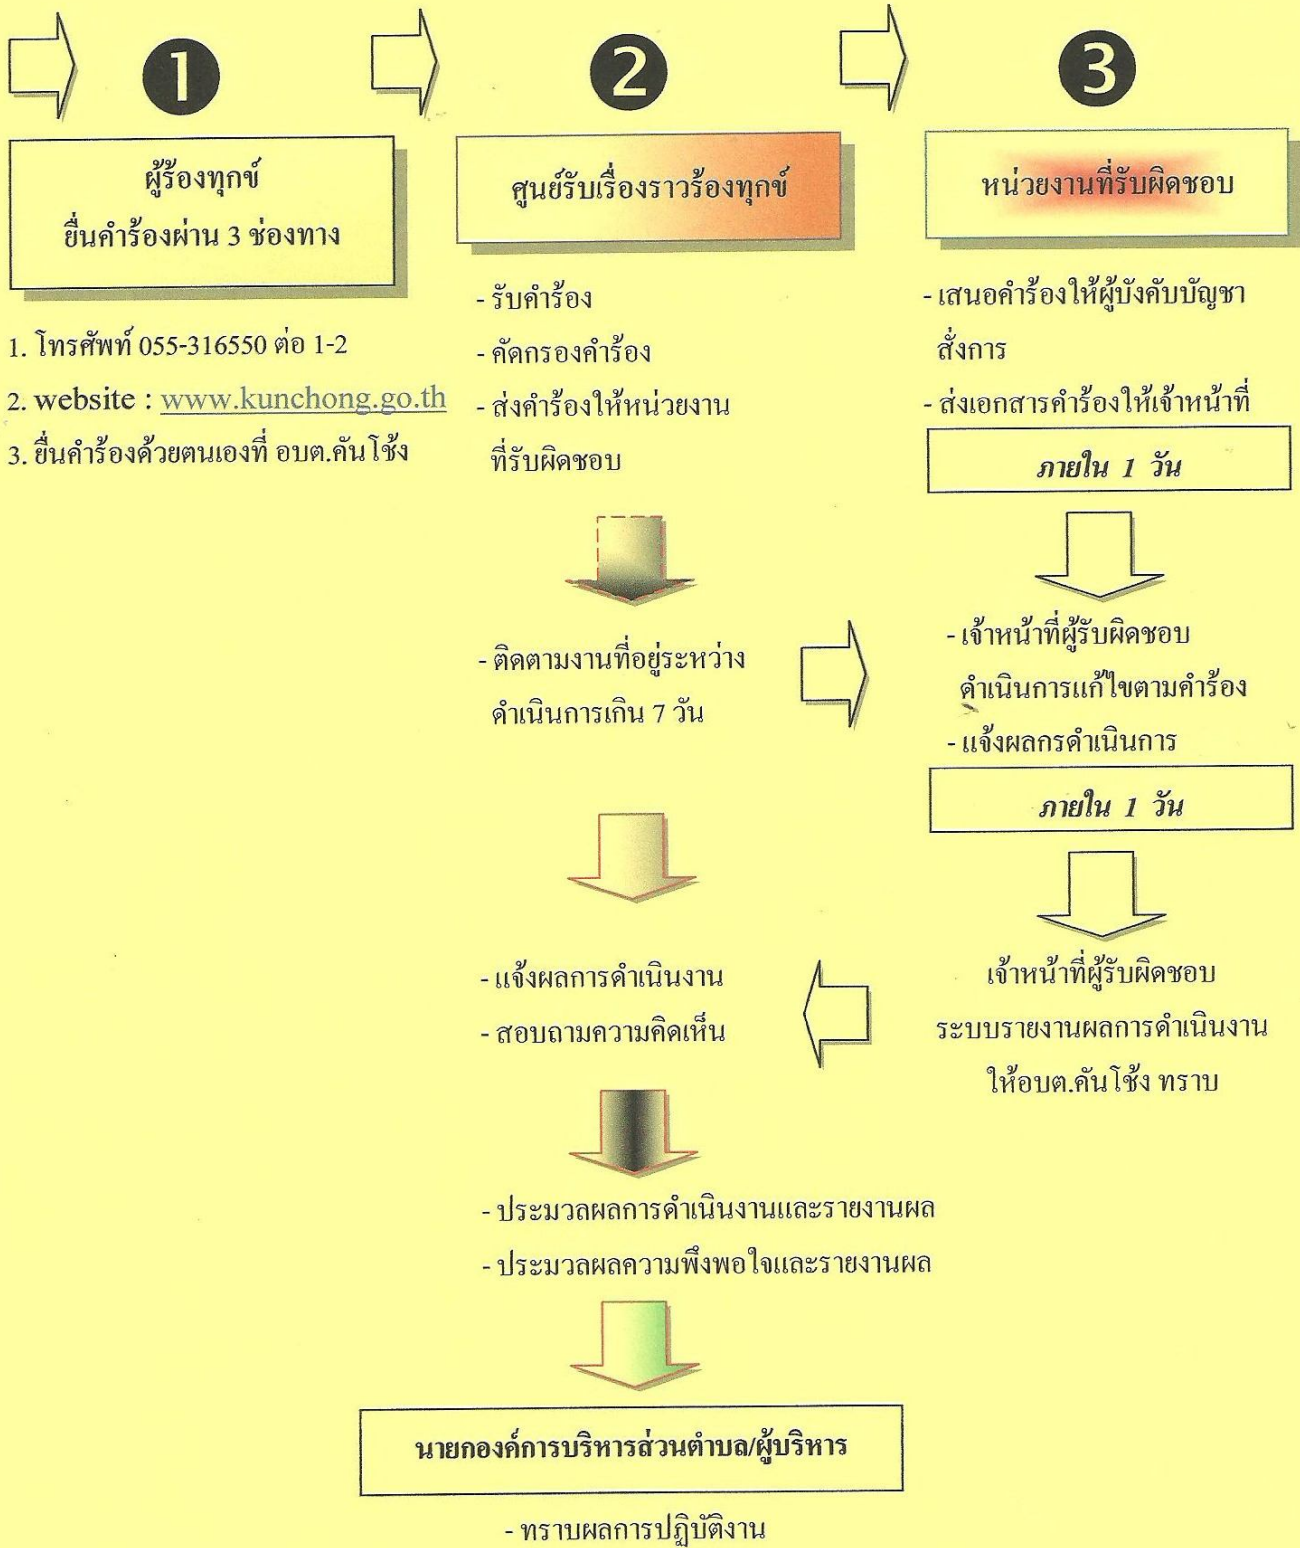 1
ผู้ร้องทุกข์
ยื่นคำร้องผ่าน 3 ช่องทาง
1. โทรศัพท์ 055-316550 ต่อ 1-2
2. website : www.kunchong.go.th
3. ยื่นคำร้องด้วยตนเองที่ อบต.คันโช้ง
2
ศูนย์รับเรื่องราวร้องทุกข์
- รับคำร้อง
- คัดกรองคำร้อง
- ส่งคำร้องให้หน่วยงาน
ที่รับผิดชอบ
- ติดตามงานที่อยู่ระหว่าง
ดำเนินการเกิน 7 วัน
- แจ้งผลการดำเนินงาน
- สอบถามความคิดเห็น
- ประมวลผลการดำเนินงานและรายงานผล
- ประมวลผลความพึงพอใจและรายงานผล
3
หน่วยงานที่รับผิดชอบ
- เสนอคำร้องให้ผู้บังคับบัญชา
สั่งการ
- ส่งเอกสารคำร้องให้เจ้าหน้าที่
ภายใน 1 วัน
- เจ้าหน้าที่ผู้รับผิดชอบ
ดำเนินการแก้ไขตามคำร้อง
- แจ้งผลกรดำเนินการ
ภายใน 1 วัน
เจ้าหน้าที่ผู้รับผิดชอบ
ระบบรายงานผลการดำเนินงาน
ให้อบต.คันโช้ง ทราบ
นายกองค์การบริหารส่วนตำบล/ผู้บริหาร
- ทราบผลการปฏิบัติงาน